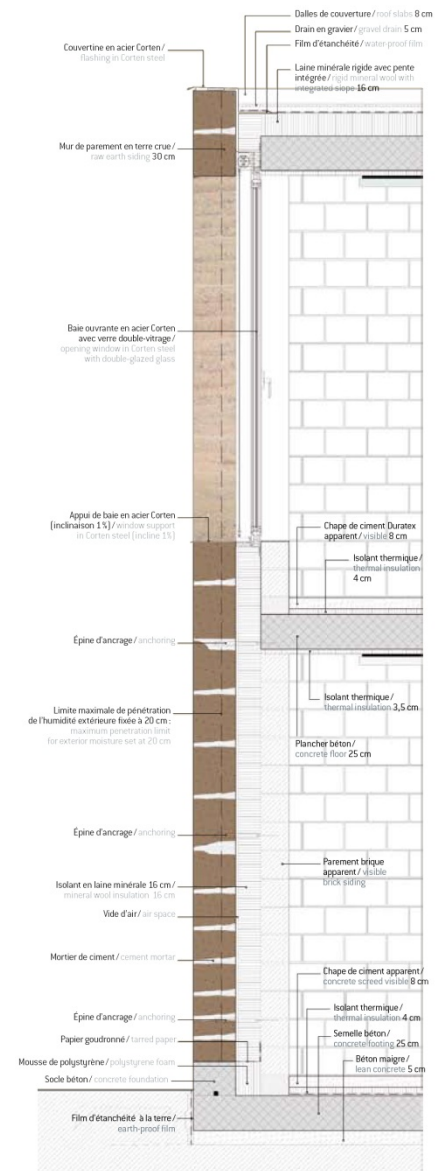 Dalles de couverture / roof slabs 8 cm
Drain en gravier / gravel drain 5 cm
Film d'étanchéité / water-proof film
Couvertine en acier Corten /
flashing in Corten steel
Laine minérale rigide avec pente
intégrée / rigid mineral wool with
integrated slope 16 cm
Mur de parement en terre crue /
raw earth siding 30 cm
Baie ouvrante en acier Corten
avec verre double-vitrage /
opening window in Corten steel
with double-glazed glass
Appui de baie en acier Corten
(inclinaison 1%) / window support
in Corten steel (incline 1%)
Chape de ciment Duratex
apparent / visible 8 cm
Isolant thermique /
thermal insulation
4 cm
Épine d'ancrage / anchoring
Isolant thermique /
thermal insulation 3,5 cm
Limite maximale de pénétration
de l'humidité extérieure fixée à 20 cm :
maximum penetration limit
for exterior moisture set at 20 cm
Plancher béton /
concrete floor 25 cm
Épine d'ancrage / anchoring
Parement brique
apparent / visible
brick siding
Isolant en laine minérale 16 cm /
mineral wool insulation 16 cm
Vide d'air / air space
Mortier de ciment / cement mortar
Chape de ciment apparent /
concrete screed visible 8 cm
Isolant thermique /
thermal insulation 4 cm
Épine d'ancrage / anchoring
Semelle béton /
concrete footing 25 cm
Papier goudronné / tarred paper
Mousse de polystyrène / polystyrene foam
Béton maigre /
lean concrete 5 cm
Socle béton / concrete foundation
Film d'étanchéité à la terre /
earth-proof film